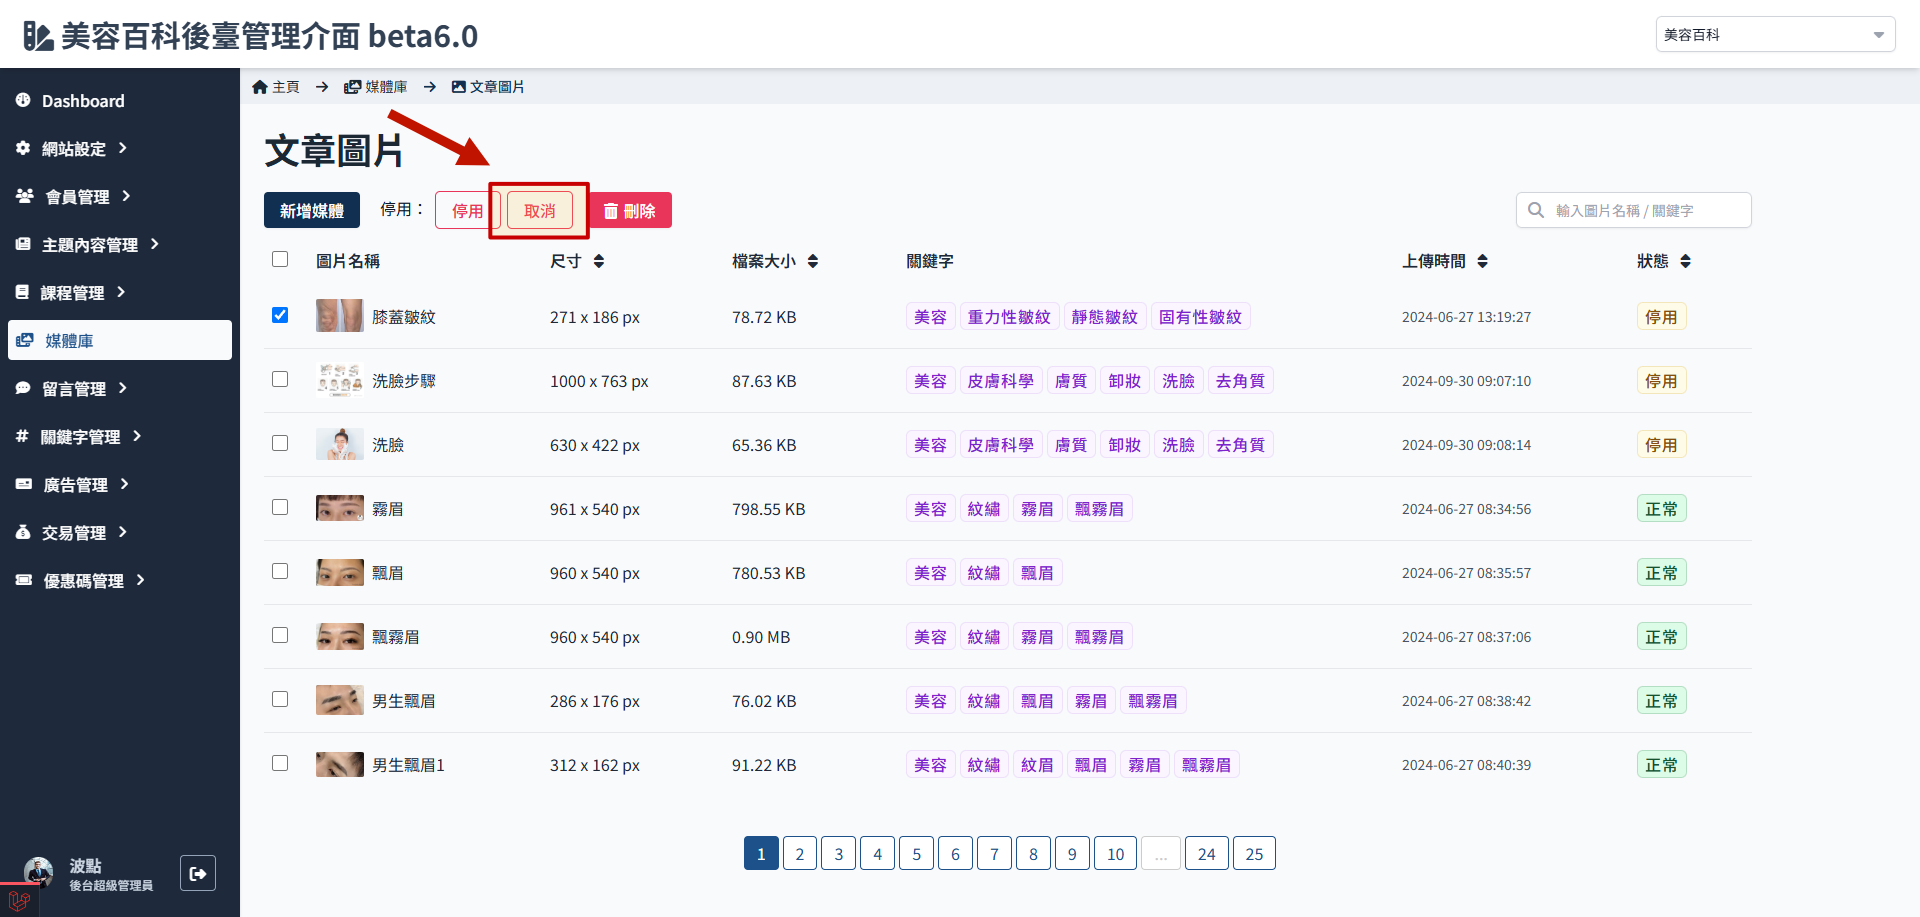 美容百科後臺管理介面 beta6.0
美容百科
Dashboard
網站設定
會員管理
主題內容管理
課程管理
媒體庫
留言管理
關鍵字管理
廣告管理
交易管理
優惠碼管理
波點
後台超級管理員
主頁 → 媒體庫 → 文章圖片
文章圖片
新增媒體 停用： 停用 取消 刪除 輸入圖片名稱 / 關鍵字
圖片名稱 尺寸 檔案大小 關鍵字 上傳時間 狀態
膝蓋皺紋 271 x 186 px 78.72 KB 美容 重力性皺紋 靜態皺紋 固有性皺紋 2024-06-27 13:19:27 停用
洗臉步驟 1000 x 763 px 87.63 KB 美容 皮膚科學 膚質 卸妝 洗臉 去角質 2024-09-30 09:07:10 停用
洗臉 630 x 422 px 65.36 KB 美容 皮膚科學 膚質 卸妝 洗臉 去角質 2024-09-30 09:08:14 停用
霧眉 961 x 540 px 798.55 KB 美容 紋繡 霧眉 飄霧眉 2024-06-27 08:34:56 正常
飄眉 960 x 540 px 780.53 KB 美容 紋繡 飄眉 2024-06-27 08:35:57 正常
飄霧眉 960 x 540 px 0.90 MB 美容 紋繡 霧眉 飄霧眉 2024-06-27 08:37:06 正常
男生飄眉 286 x 176 px 76.02 KB 美容 紋繡 飄眉 霧眉 飄霧眉 2024-06-27 08:38:42 正常
男生飄眉1 312 x 162 px 91.22 KB 美容 紋繡 紋眉 飄眉 霧眉 飄霧眉 2024-06-27 08:40:39 正常
1 2 3 4 5 6 7 8 9 10 ... 24 25